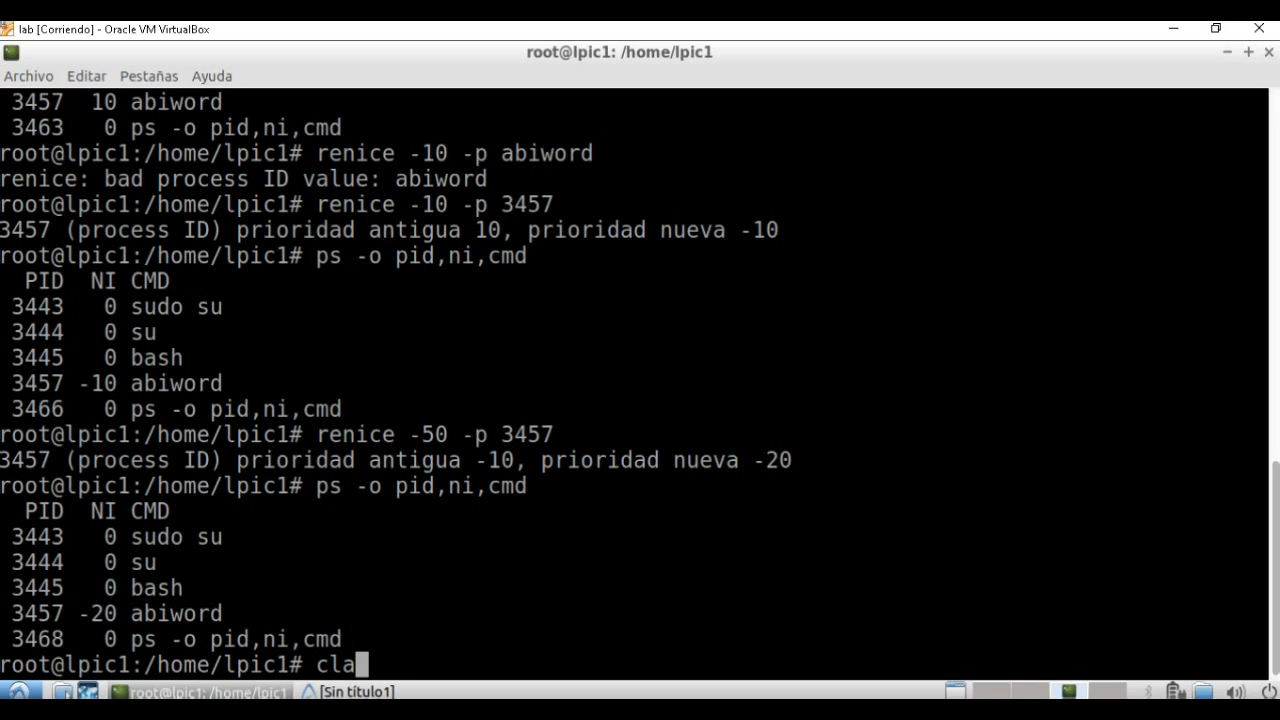 lab [Corriendo] - Oracle VM VirtualBox
root@lpic1: /home/lpic1
Archivo Editar Pestañas Ayuda
3457 10 abiword
3463 0 ps -o pid,ni,cmd
root@lpic1:/home/lpic1# renice -10 -p abiword
renice: bad process ID value: abiword
root@lpic1:/home/lpic1# renice -10 -p 3457
3457 (process ID) prioridad antigua 10, prioridad nueva -10
root@lpic1:/home/lpic1# ps -o pid,ni,cmd
PID NI CMD
3443 0 sudo su
3444 0 su
3445 0 bash
3457 -10 abiword
3466 0 ps -o pid,ni,cmd
root@lpic1:/home/lpic1# renice -50 -p 3457
3457 (process ID) prioridad antigua -10, prioridad nueva -20
root@lpic1:/home/lpic1# ps -o pid,ni,cmd
PID NI CMD
3443 0 sudo su
3444 0 su
3445 0 bash
3457 -20 abiword
3468 0 ps -o pid,ni,cmd
root@lpic1:/home/lpic1# cla
root@lpic1: /home/lpic1 [Sin título1]